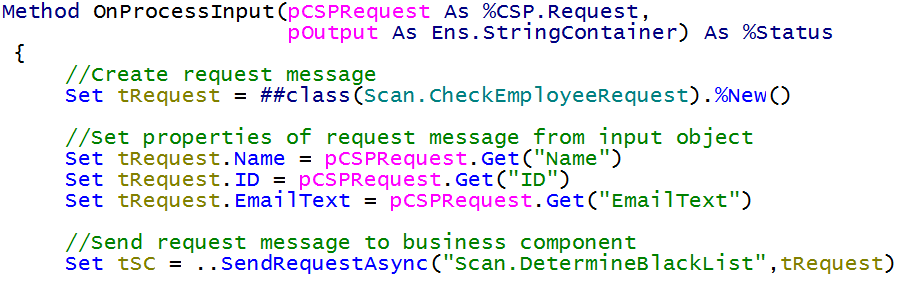 Method OnProcessInput(pCSPRequest As %CSP.Request,
pOutput As Ens.StringContainer) As %Status
{
//Create request message
Set tRequest = ##class(Scan.CheckEmployeeRequest).%New()
//Set properties of request message from input object
Set tRequest.Name = pCSPRequest.Get("Name")
Set tRequest.ID = pCSPRequest.Get("ID")
Set tRequest.EmailText = pCSPRequest.Get("EmailText")
//Send request message to business component
Set tSC = ..SendRequestAsync("Scan.DetermineBlackList",tRequest)